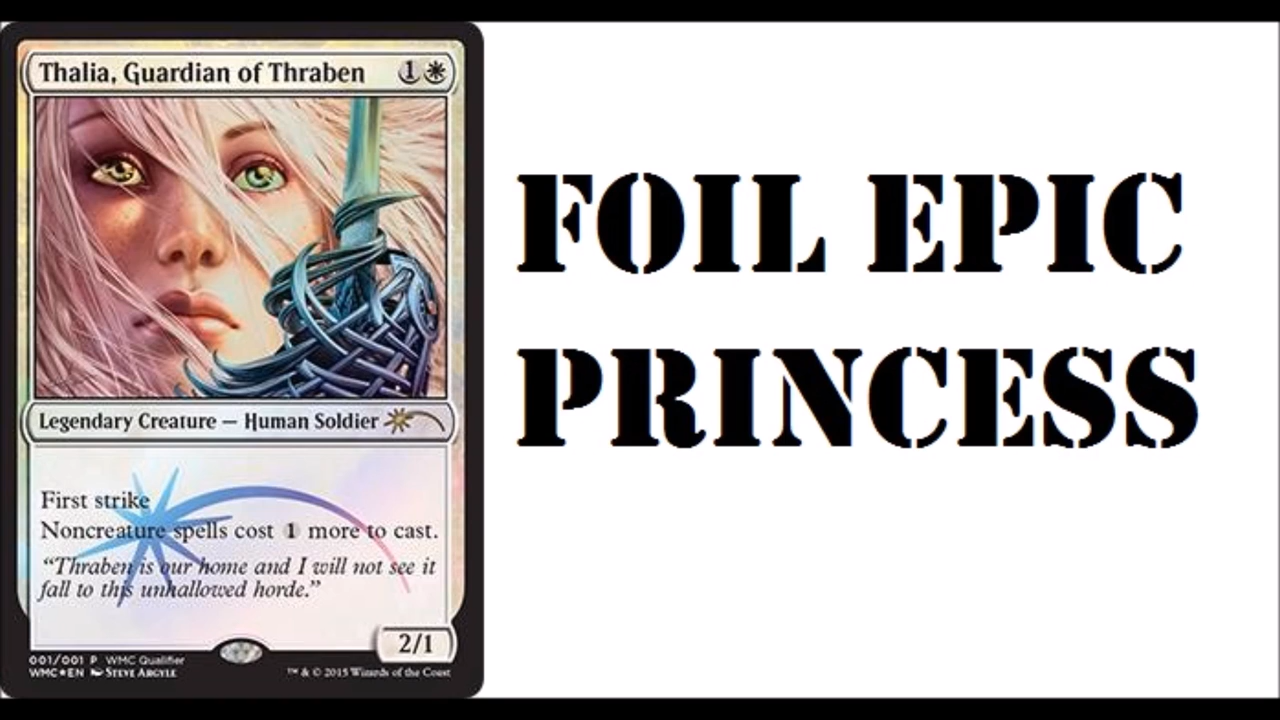 Thalia, Guardian of Thraben 1
Legendary Creature — Human Soldier
First strike
Noncreature spells cost 1 more to cast.
“Thraben is our home and I will not see it
fall to this unhallowed horde.”
2/1
001/001 P WMC Qualifier
WMC★EN Steve Argyle
™ & © 2015 Wizards of the Coast
FOIL EPIC
PRINCESS